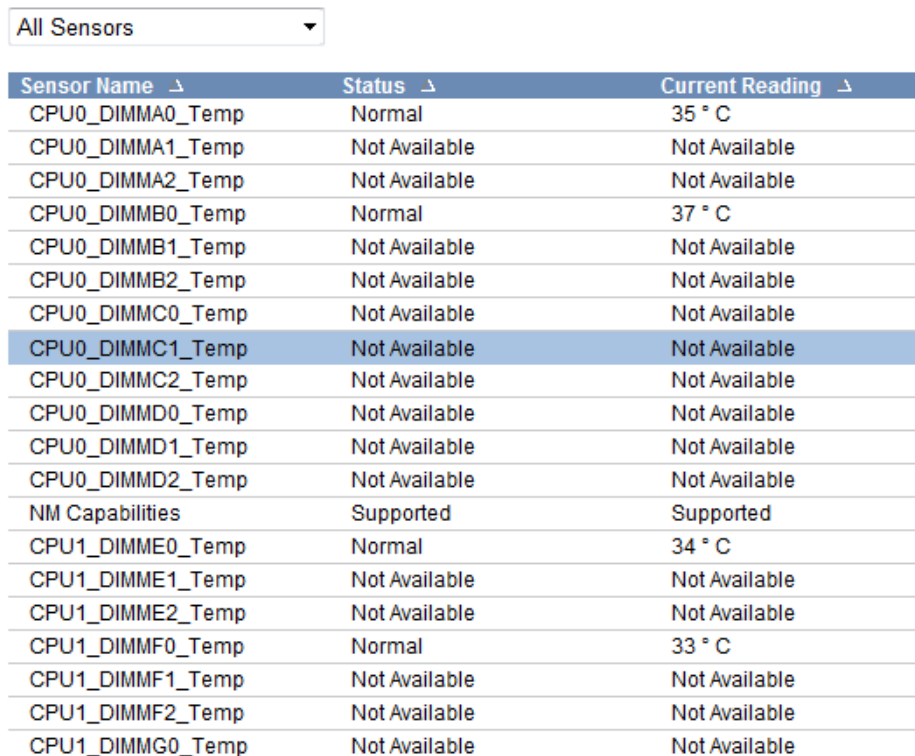 All Sensors
Sensor Name Status Current Reading
CPU0_DIMMA0_Temp Normal 35 ° C
CPU0_DIMMA1_Temp Not Available Not Available
CPU0_DIMMA2_Temp Not Available Not Available
CPU0_DIMMB0_Temp Normal 37 ° C
CPU0_DIMMB1_Temp Not Available Not Available
CPU0_DIMMB2_Temp Not Available Not Available
CPU0_DIMMC0_Temp Not Available Not Available
CPU0_DIMMC1_Temp Not Available Not Available
CPU0_DIMMC2_Temp Not Available Not Available
CPU0_DIMMD0_Temp Not Available Not Available
CPU0_DIMMD1_Temp Not Available Not Available
CPU0_DIMMD2_Temp Not Available Not Available
NM Capabilities Supported Supported
CPU1_DIMME0_Temp Normal 34 ° C
CPU1_DIMME1_Temp Not Available Not Available
CPU1_DIMME2_Temp Not Available Not Available
CPU1_DIMMF0_Temp Normal 33 ° C
CPU1_DIMMF1_Temp Not Available Not Available
CPU1_DIMMF2_Temp Not Available Not Available
CPU1_DIMMG0_Temp Not Available Not Available